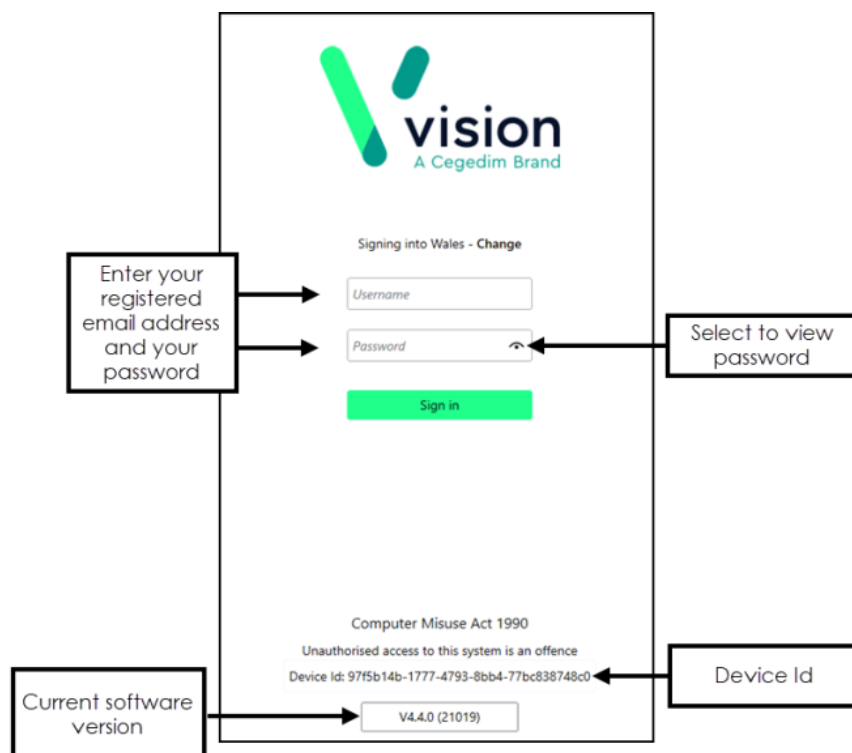 vision
A Cegedim Brand
Signing into Wales - Change
Enter your
registered
email address
and your
password
Username
Password
Select to view
password
Sign in
Computer Misuse Act 1990
Unauthorised access to this system is an offence
Device Id: 97f5b14b-1777-4793-8bb4-77bc838748c0
Device Id
Current software
version
V4.4.0 (21019)